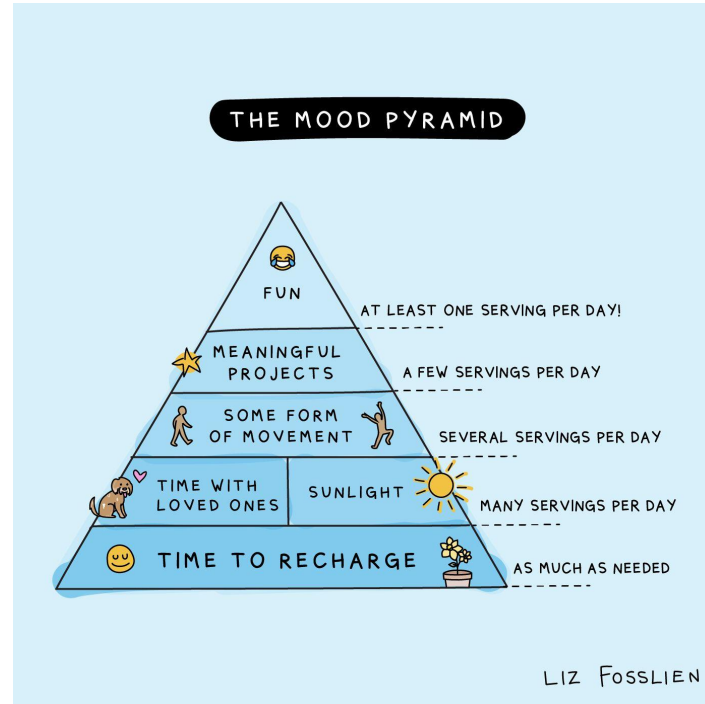 THE MOOD PYRAMID
FUN
AT LEAST ONE SERVING PER DAY!
MEANINGFUL
PROJECTS
A FEW SERVINGS PER DAY
SOME FORM
OF MOVEMENT
SEVERAL SERVINGS PER DAY
TIME WITH
LOVED ONES
SUNLIGHT
MANY SERVINGS PER DAY
TIME TO RECHARGE
AS MUCH AS NEEDED
LIZ FOSSLIEN